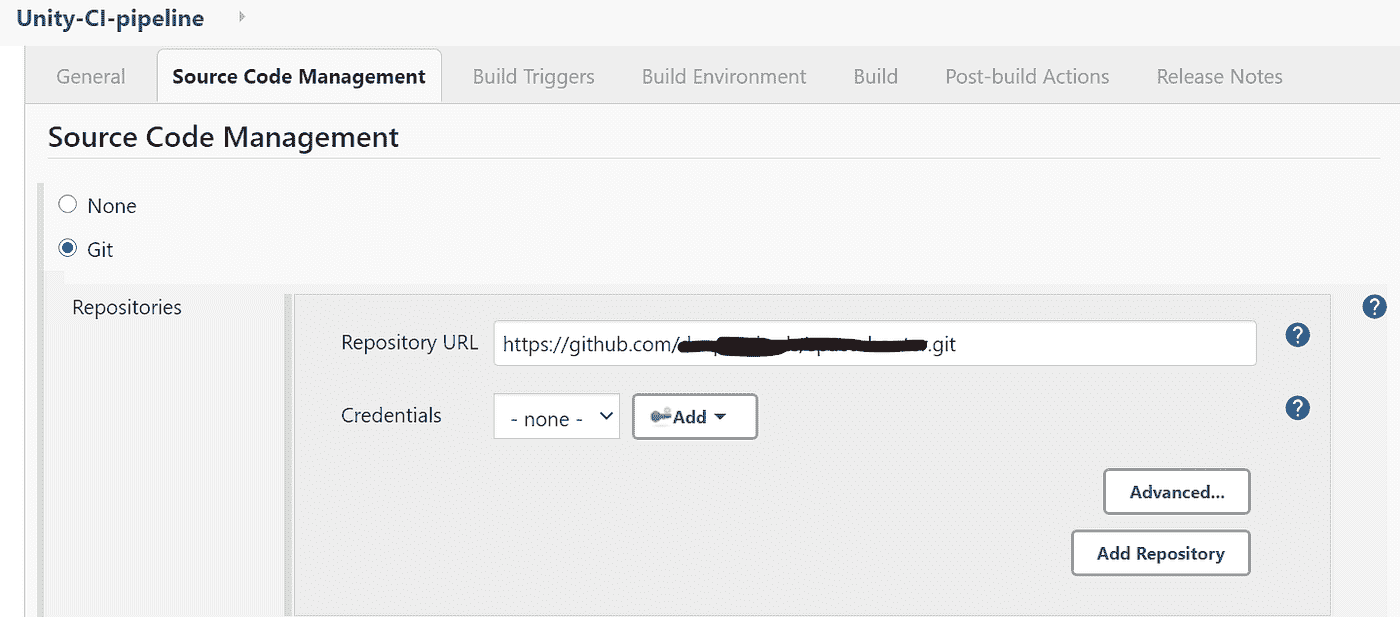 Unity-CI-pipeline
General Source Code Management Build Triggers Build Environment Build Post-build Actions Release Notes
Source Code Management
None
Git
Repositories
Repository URL https://github.com/ .git ?
?
Credentials - none - Add ?
Advanced...
Add Repository